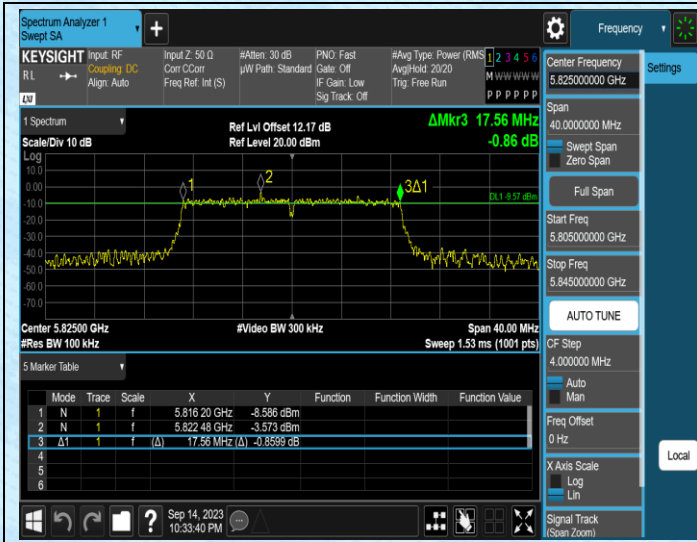 Spectrum Analyzer 1
Swept SA
Frequency
KEYSIGHT
RL
LXI
Input: RF
Coupling: DC
Align: Auto
Input Z: 50 Ω
Corr CCorr
Freq Ref: Int (S)
#Atten: 30 dB
µW Path: Standard
PNO: Fast
Gate: Off
IF Gain: Low
Sig Track: Off
#Avg Type: Power (RMS
Avg|Hold: 20/20
Trig: Free Run
1 2 3 4 5 6
M W W W W W
P P P P P P
Center Frequency
5.825000000 GHz
Settings
Span
40.0000000 MHz
Swept Span
Zero Span
Full Span
Start Freq
5.805000000 GHz
Stop Freq
5.845000000 GHz
AUTO TUNE
CF Step
4.000000 MHz
Auto
Man
Freq Offset
0 Hz
X Axis Scale
Log
Lin
Signal Track
(Span Zoom)
Local
1 Spectrum
Scale/Div 10 dB
Ref Lvl Offset 12.17 dB
Ref Level 20.00 dBm
ΔMkr3 17.56 MHz
-0.86 dB
Log
10.0
0.00
-10.0
-20.0
-30.0
-40.0
-50.0
-60.0
-70.0
1
2
3Δ1
DL1 -9.57 dBm
Center 5.82500 GHz
#Video BW 300 kHz
Span 40.00 MHz
#Res BW 100 kHz
Sweep 1.53 ms (1001 pts)
5 Marker Table
Mode Trace Scale X Y Function Function Width Function Value
1 N 1 f 5.816 20 GHz -8.586 dBm
2 N 1 f 5.822 48 GHz -3.573 dBm
3 Δ1 1 f (Δ) 17.56 MHz (Δ) -0.8599 dB
4
5
6
Sep 14, 2023
10:33:40 PM